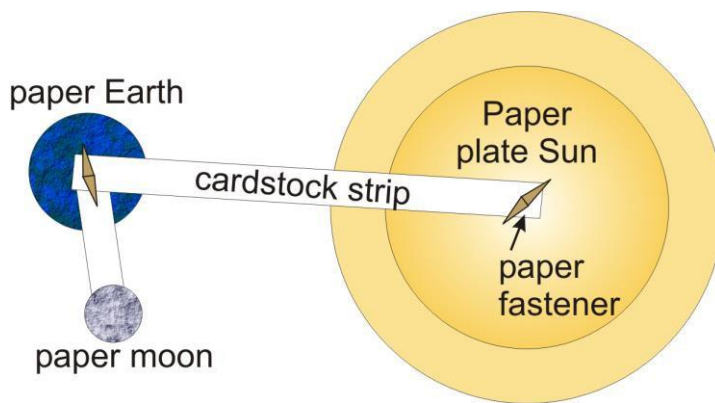 paper Earth
Paper
plate Sun
cardstock strip
paper
fastener
paper moon